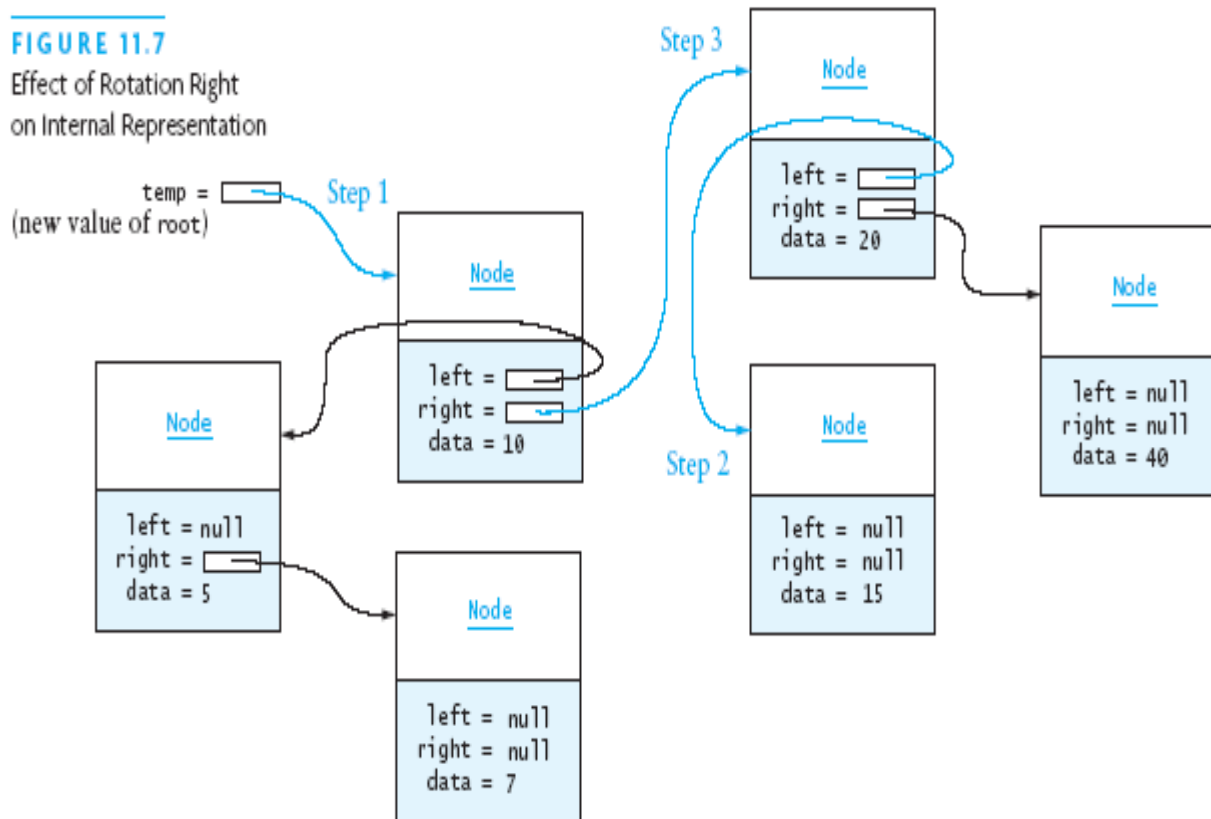 FIGURE 11.7
Effect of Rotation Right
on Internal Representation
temp =
(new value of root)
Step 1
Node
left =
right =
data = 10
Step 3
Node
left =
right =
data = 20
Node
left = null
right = null
data = 40
Node
left = null
right =
data = 5
Step 2
Node
left = null
right = null
data = 15
Node
left = null
right = null
data = 7